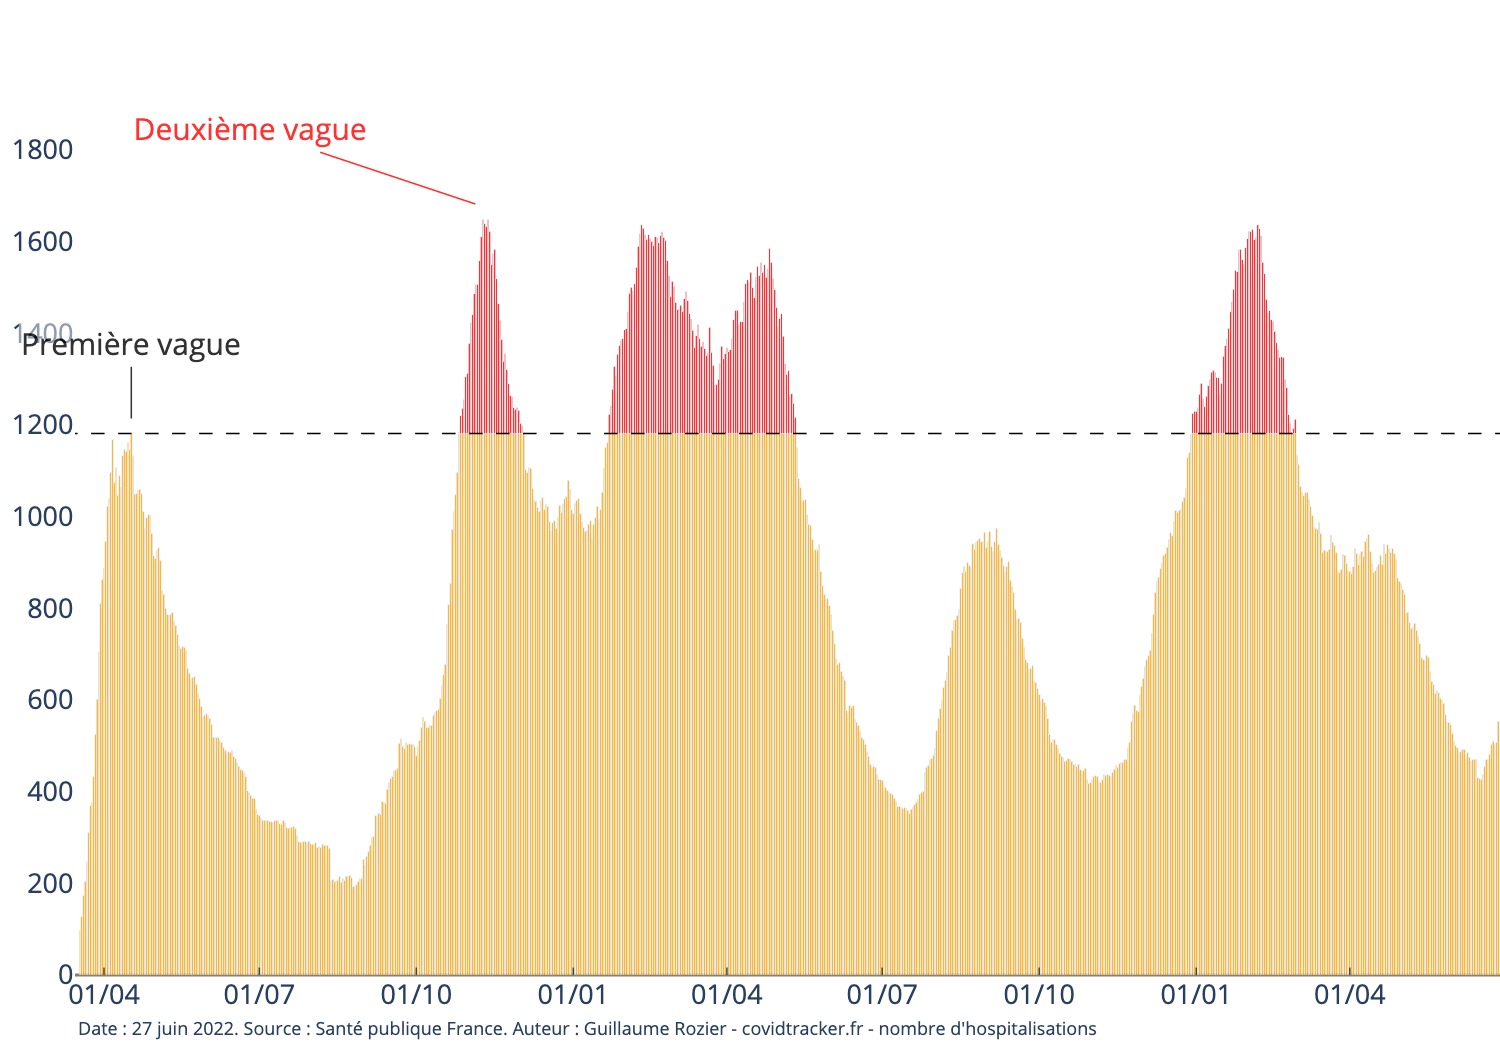 Deuxième vague
1800
1600
1400
Première vague
1200
1000
800
600
400
200
0
01/04 01/07 01/10 01/01 01/04 01/07 01/10 01/01 01/04
Date : 27 juin 2022. Source : Santé publique France. Auteur : Guillaume Rozier - covidtracker.fr - nombre d'hospitalisations